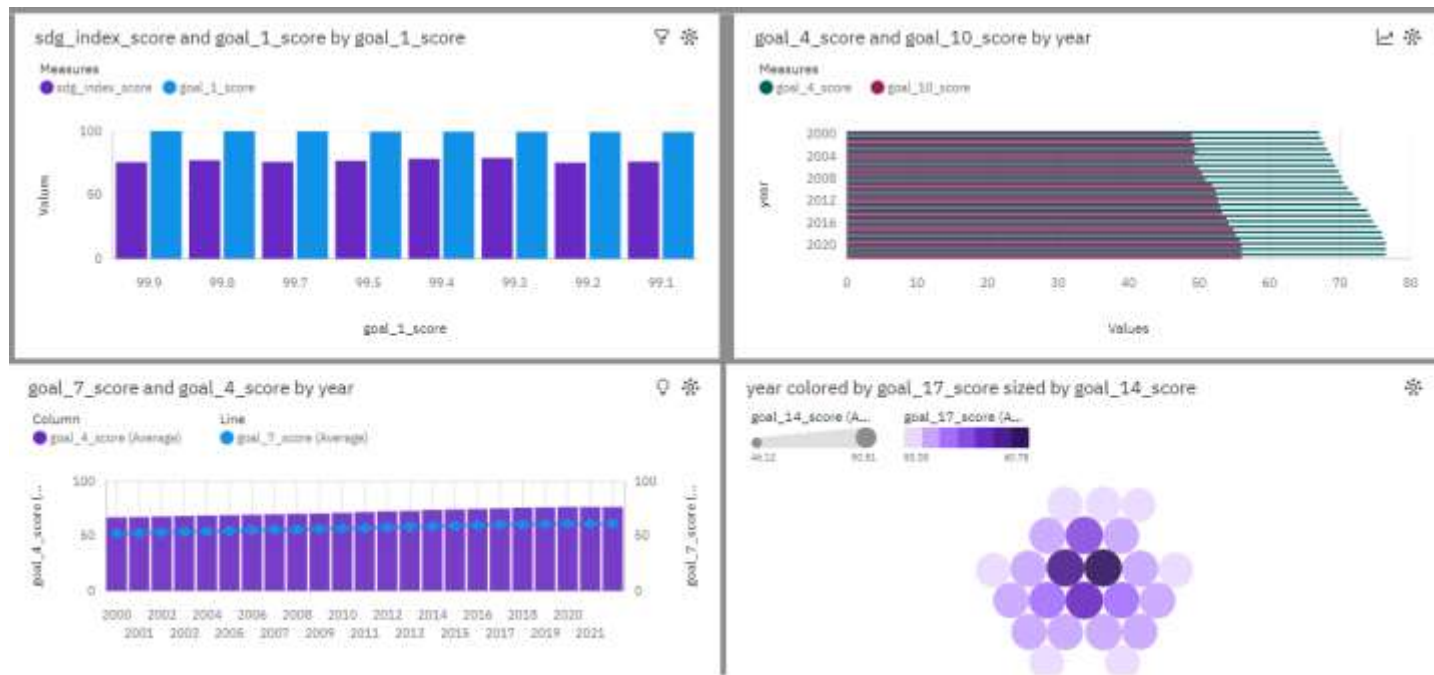 sdg_index_score and goal_1_score by goal_1_score
Measures
sdg_index_score goal_1_score
Values
100
50
0
99.9 99.8 99.7 99.5 99.4 99.3 99.2 99.1
goal_1_score
goal_4_score and goal_10_score by year
Measures
goal_4_score goal_10_score
year
2000
2004
2008
2012
2016
2020
0 10 20 30 40 50 60 70 80
Values
goal_7_score and goal_4_score by year
Column Line
goal_4_score (Average) goal_7_score (Average)
goal_4_score (...
100
50
0
100
50
0
goal_7_score (...
2000 2002 2004 2006 2008 2010 2012 2014 2016 2018 2020
2001 2003 2005 2007 2009 2011 2013 2015 2017 2019 2021
year colored by goal_17_score sized by goal_14_score
goal_14_score (A... goal_17_score (A...
60.78